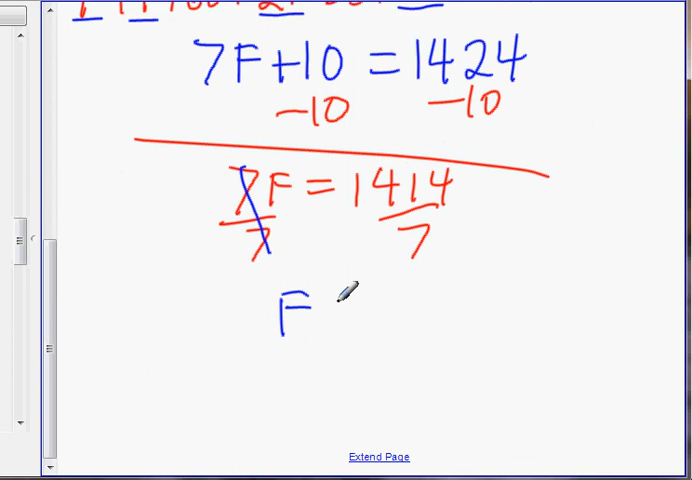 7F+10 = 1424
-10 -10
7F = 1414
7 7
F
Extend Page